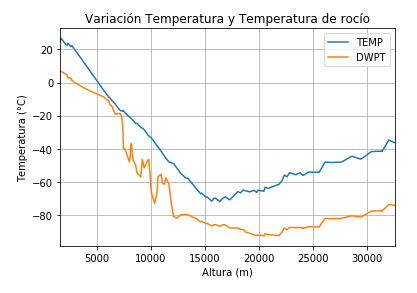 Variación Temperatura y Temperatura de rocío
TEMP
DWPT
Temperatura (°C)
20
0
−20
−40
−60
−80
5000 10000 15000 20000 25000 30000
Altura (m)